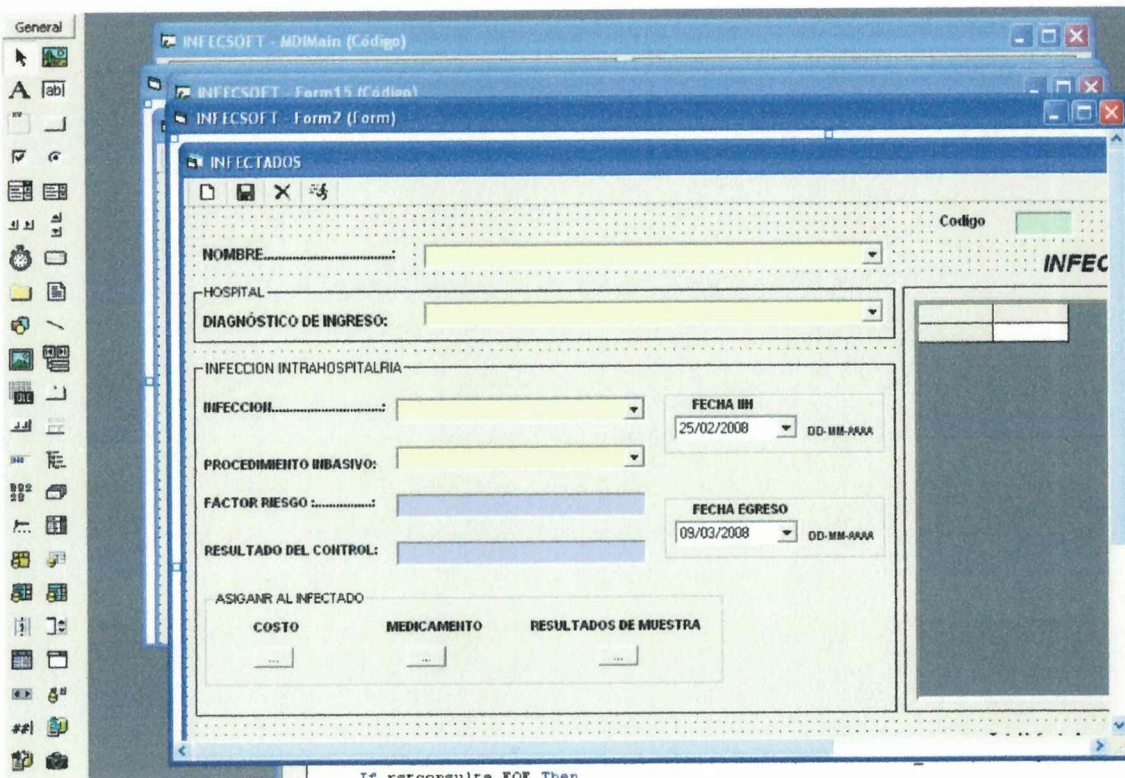 General
INFECSOFT - MDIMain (Código)
A ab|
INFECSOFT - Form15 (Código)
INFECSOFT - Form2 (Form)
INFECTADOS
Codigo
NOMBRE..............................:
INFEC
HOSPITAL
DIAGNÓSTICO DE INGRESO:
INFECCION INTRAHOSPITALRIA
INFECCION..........................:
FECHA IIH
25/02/2008 DD-MM-AAAA
PROCEDIMIENTO INBASIVO:
FACTOR RIESGO :..............:
FECHA EGRESO
09/03/2008 DD-MM-AAAA
RESULTADO DEL CONTROL:
ASIGANR AL INFECTADO
COSTO MEDICAMENTO RESULTADOS DE MUESTRA
... ... ...
##|
If rstconsulta.EOF Then